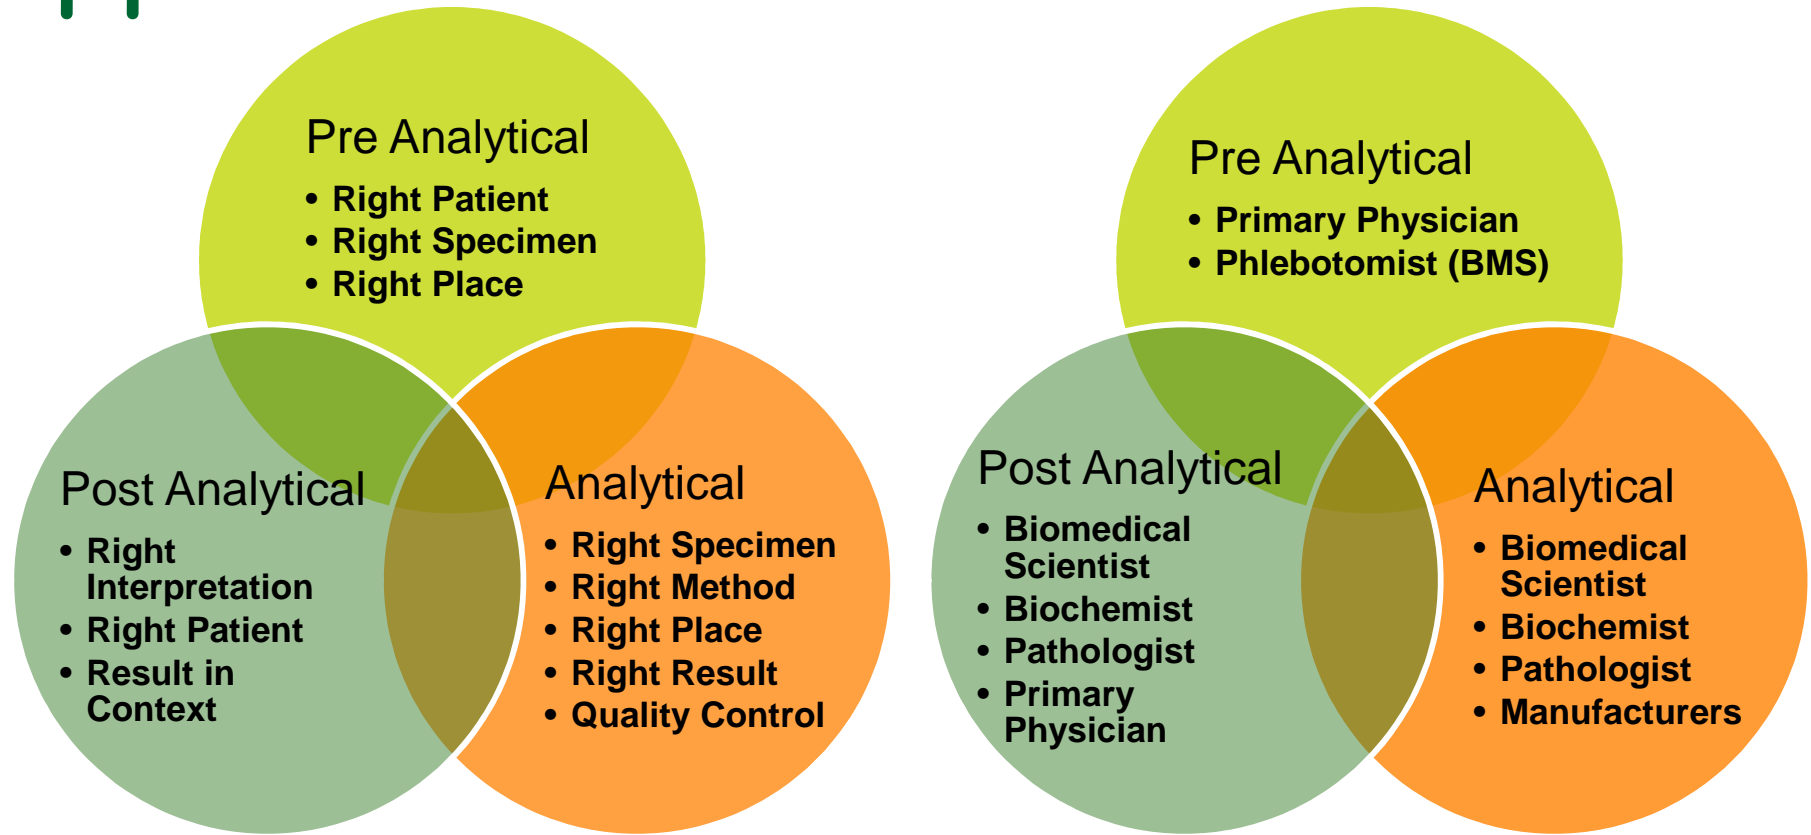 Pre Analytical
• Right Patient
• Right Specimen
• Right Place
Post Analytical
• Right
Interpretation
• Right Patient
• Result in
Context
Analytical
• Right Specimen
• Right Method
• Right Place
• Right Result
• Quality Control
Pre Analytical
• Primary Physician
• Phlebotomist (BMS)
Post Analytical
• Biomedical
Scientist
• Biochemist
• Pathologist
• Primary
Physician
Analytical
• Biomedical
Scientist
• Biochemist
• Pathologist
• Manufacturers